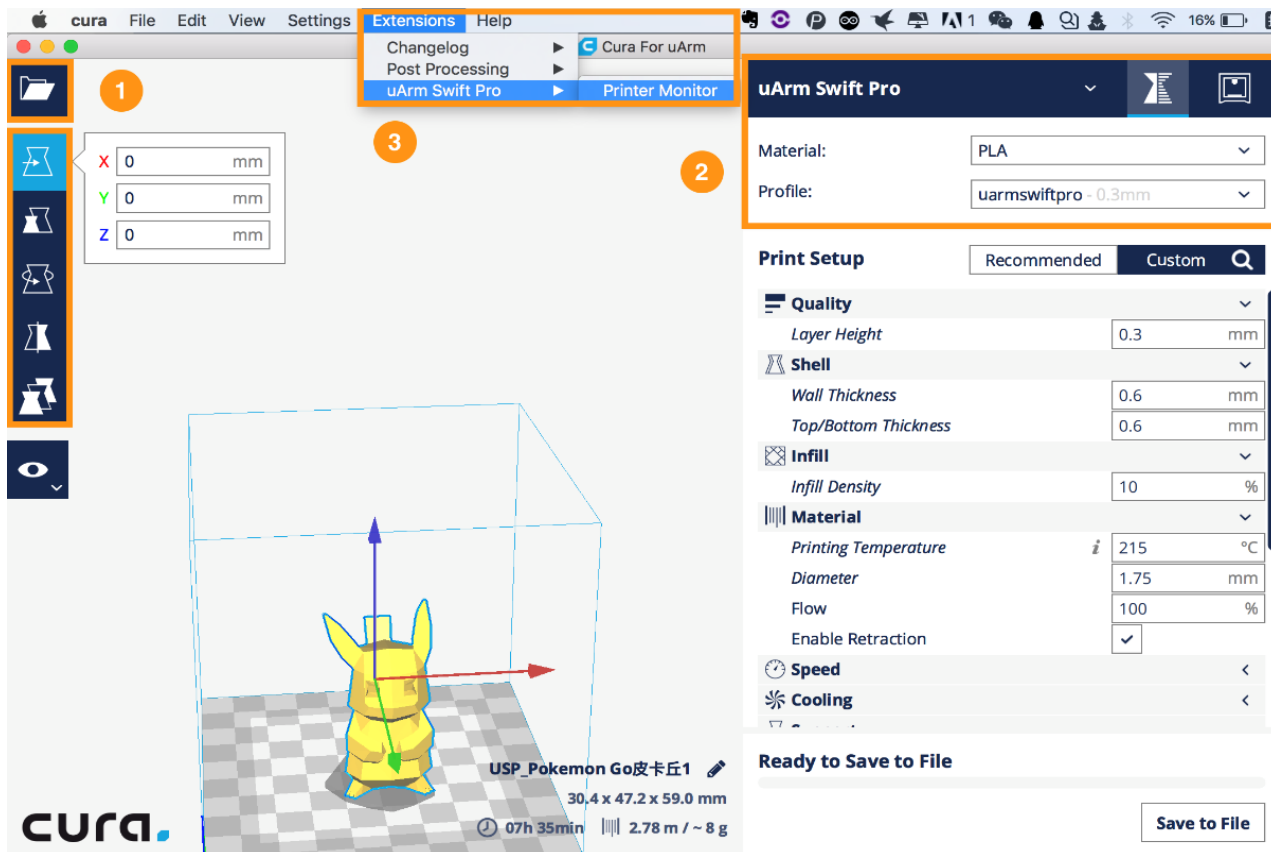 cura File Edit View Settings Extensions Help 1 16%
Changelog
Post Processing
uArm Swift Pro
Printer Monitor
Cura For uArm
1
3
2
X 0 mm
Y 0 mm
Z 0 mm
uArm Swift Pro
Material: PLA
Profile: uarmswiftpro - 0.3mm
Print Setup Recommended Custom
Quality
Layer Height 0.3 mm
Shell
Wall Thickness 0.6 mm
Top/Bottom Thickness 0.6 mm
Infill
Infill Density 10 %
Material
Printing Temperature i 215 °C
Diameter 1.75 mm
Flow 100 %
Enable Retraction
Speed
Cooling
USP_Pokemon Go皮卡丘1
30.4 x 47.2 x 59.0 mm
07h 35min 2.78 m / ~ 8 g
cura.
Ready to Save to File
Save to File